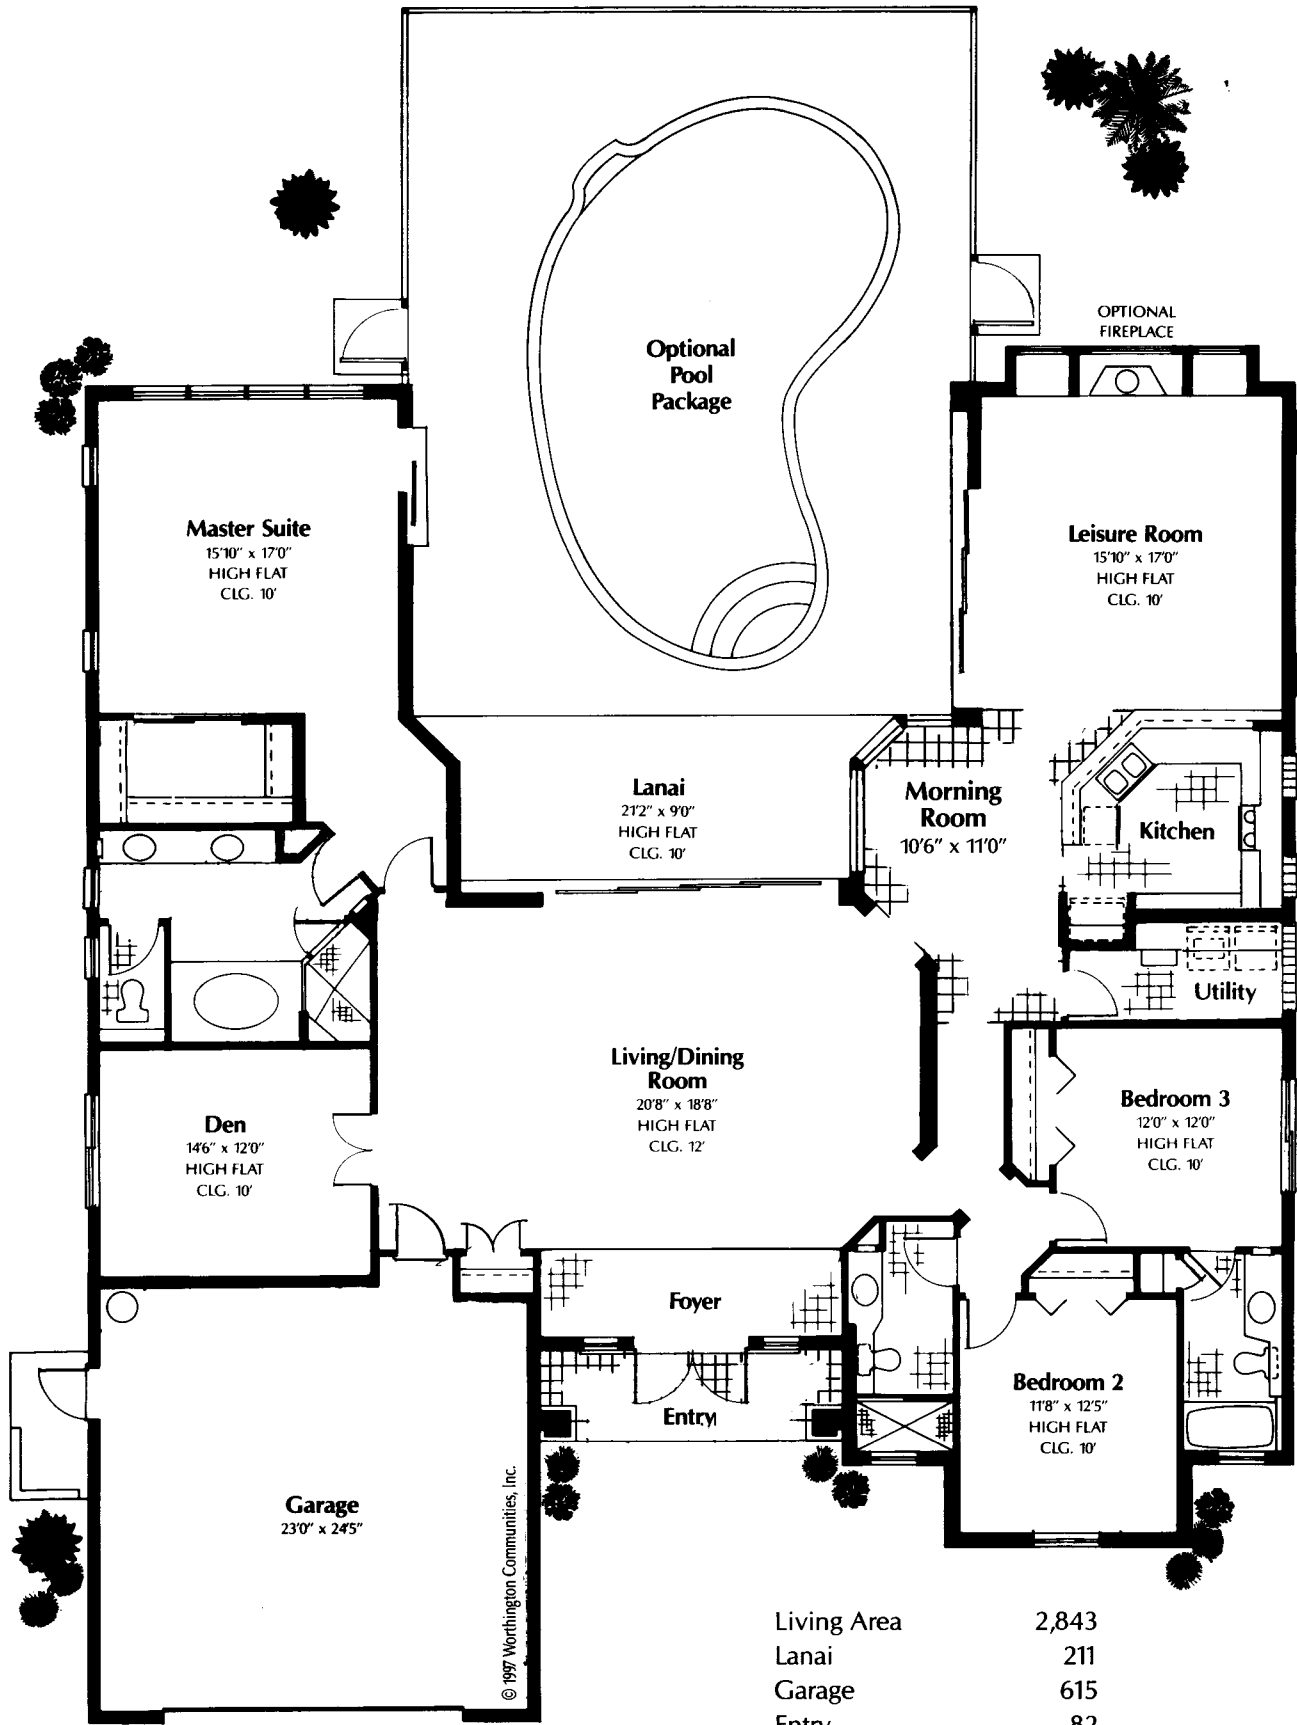 OPTIONAL
FIREPLACE
Optional
Pool
Package
Master Suite
15'10" x 17'0"
HIGH FLAT
CLG. 10'
Leisure Room
15'10" x 17'0"
HIGH FLAT
CLG. 10'
Lanai
21'2" x 9'0"
HIGH FLAT
CLG. 10'
Morning
Room
10'6" x 11'0"
Kitchen
Utility
Living/Dining
Room
20'8" x 18'8"
HIGH FLAT
CLG. 12'
Den
14'6" x 12'0"
HIGH FLAT
CLG. 10'
Bedroom 3
12'0" x 12'0"
HIGH FLAT
CLG. 10'
Foyer
Entry
Bedroom 2
11'8" x 12'5"
HIGH FLAT
CLG. 10'
Garage
23'0" x 24'5"
© 1997 Worthington Communities, Inc.
Living Area 2,843
Lanai 211
Garage 615
Entry 82